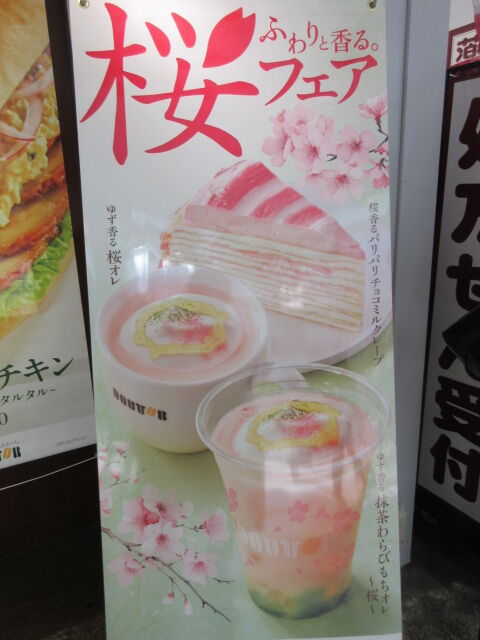 ふわりと香る。
桜フェア
ゆず香る 桜オレ
桜香るパリパリチョコミルクレープ
DOUTOR
ゆず香る 抹茶わらびもちオレ
～桜～
チキン
タルタル～
受付